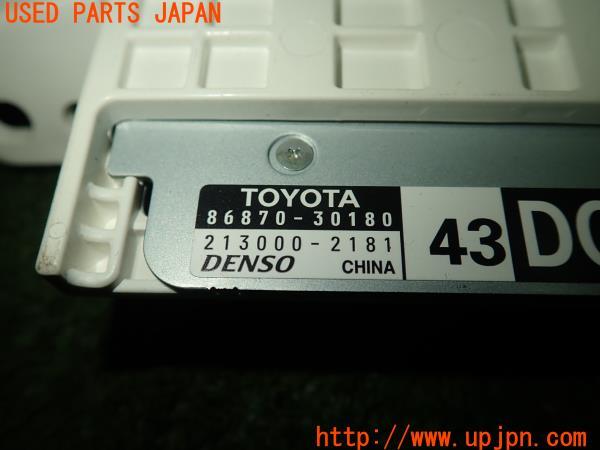 USED PARTS JAPAN
TOYOTA
86870-30180
213000-2181
DENSO CHINA
43
http://www.upjpn.com